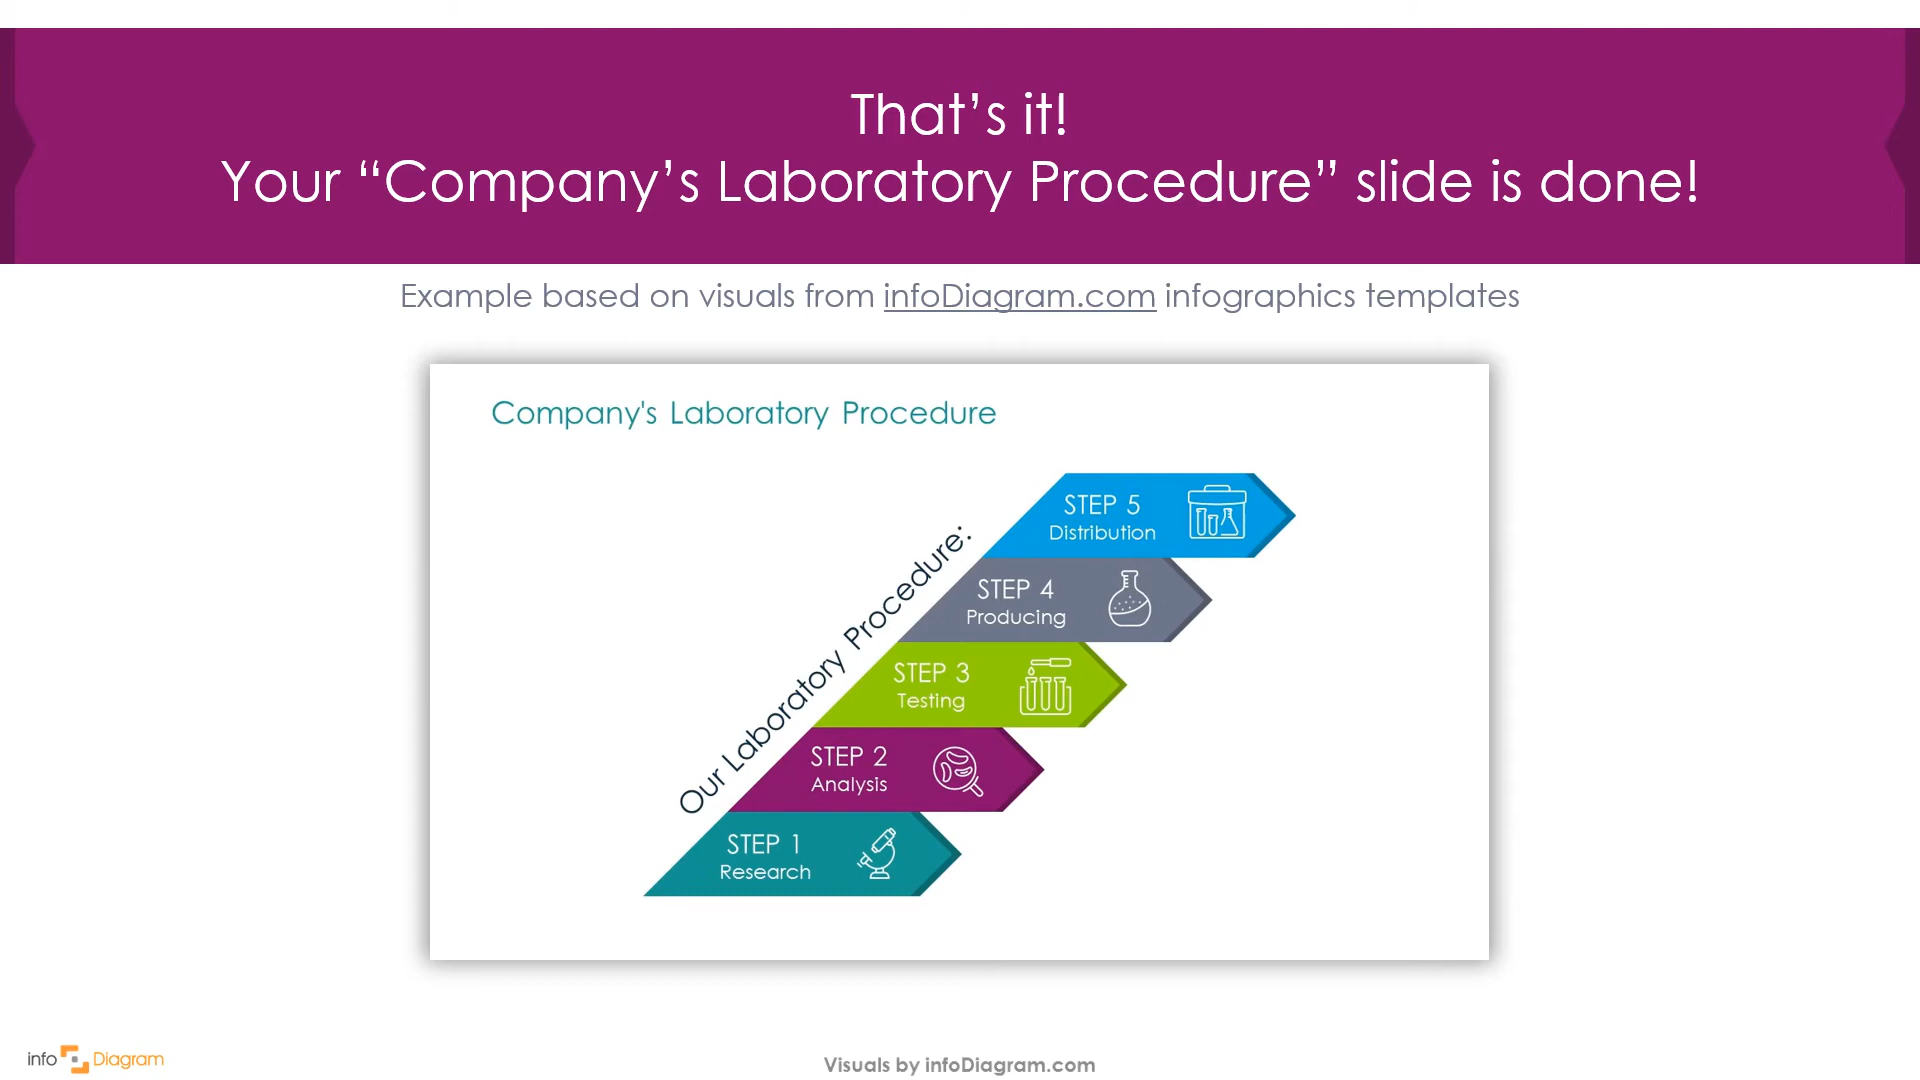 That’s it!
Your “Company’s Laboratory Procedure” slide is done!
Example based on visuals from infoDiagram.com infographics templates
Company's Laboratory Procedure
Our Laboratory Procedure:
STEP 5
Distribution
STEP 4
Producing
STEP 3
Testing
STEP 2
Analysis
STEP 1
Research
info Diagram
Visuals by infoDiagram.com